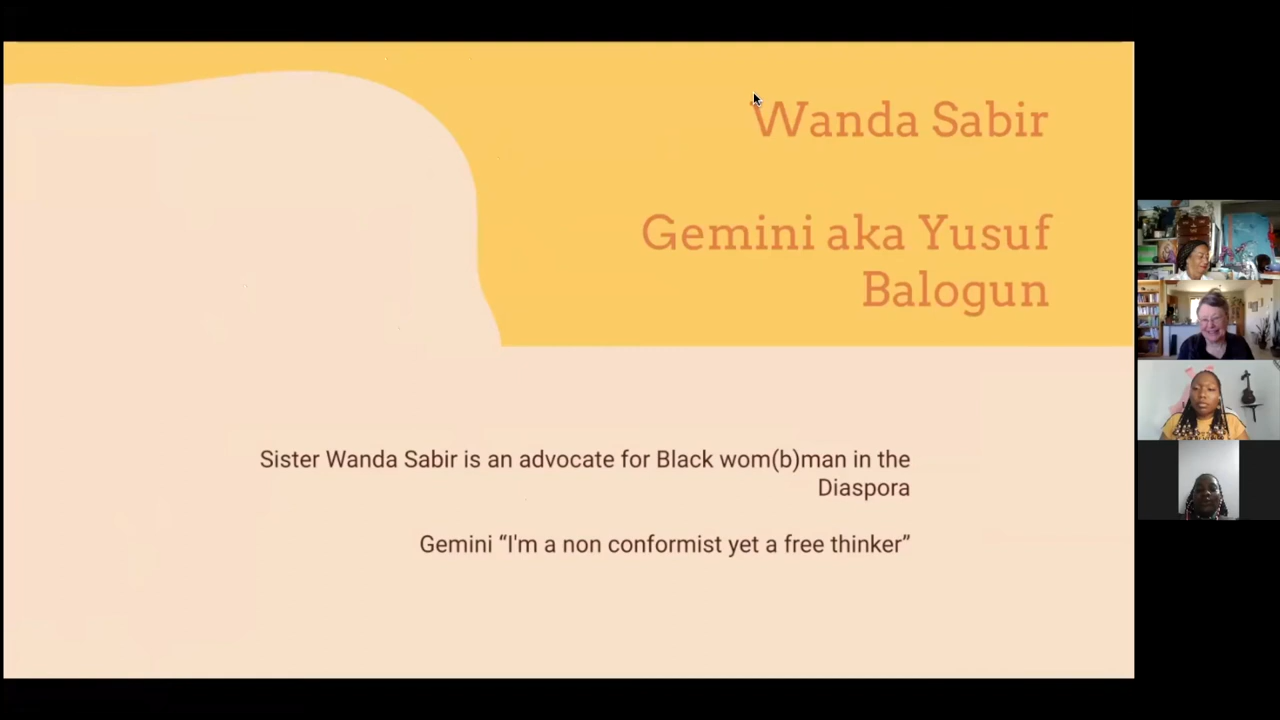 Wanda Sabir
Gemini aka Yusuf
Balogun
Sister Wanda Sabir is an advocate for Black wom(b)man in the
Diaspora
Gemini “I'm a non conformist yet a free thinker”